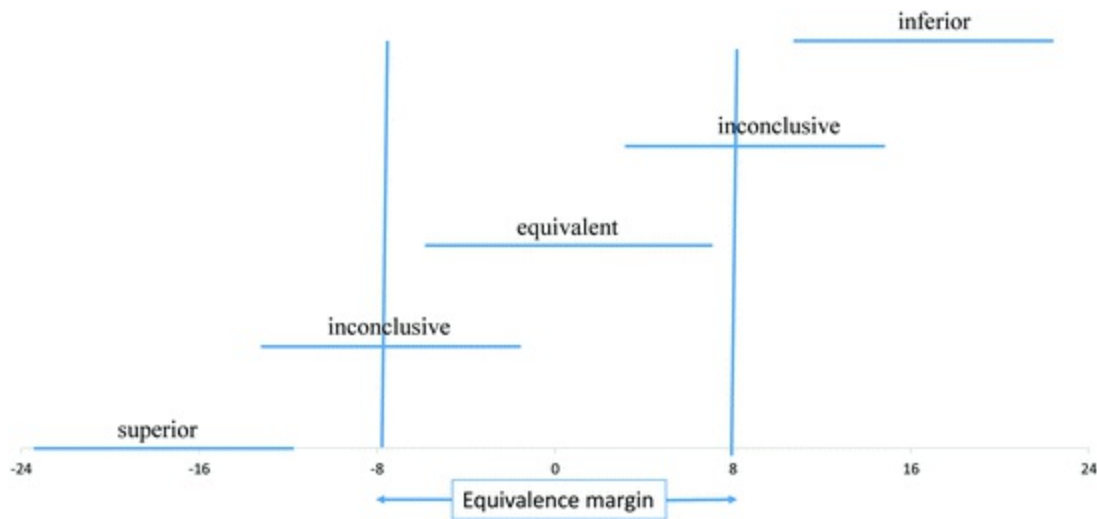 inferior
inconclusive
equivalent
inconclusive
superior
-24 -16 -8 0 8 16 24
Equivalence margin